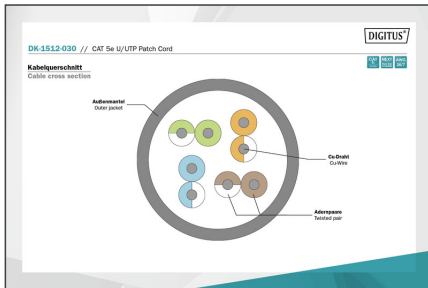 DIGITUS®
DK-1512-030 // CAT 5e U/UTP Patch Cord
Kabelquerschnitt
Cable cross section
Außenmantel
Outer jacket
Cu-Draht
Cu-Wire
Adernpaare
Twisted pair